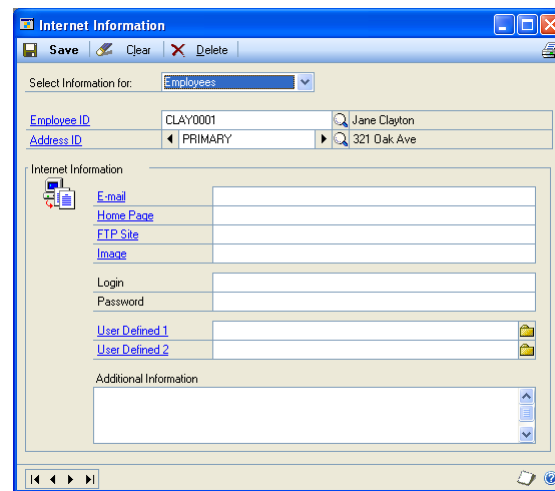 Internet Information
Save Clear Delete
Select Information for: Employees
Employee ID CLAY0001 Jane Clayton
Address ID PRIMARY 321 Oak Ave
Internet Information
E-mail
Home Page
FTP Site
Image
Login
Password
User Defined 1
User Defined 2
Additional Information